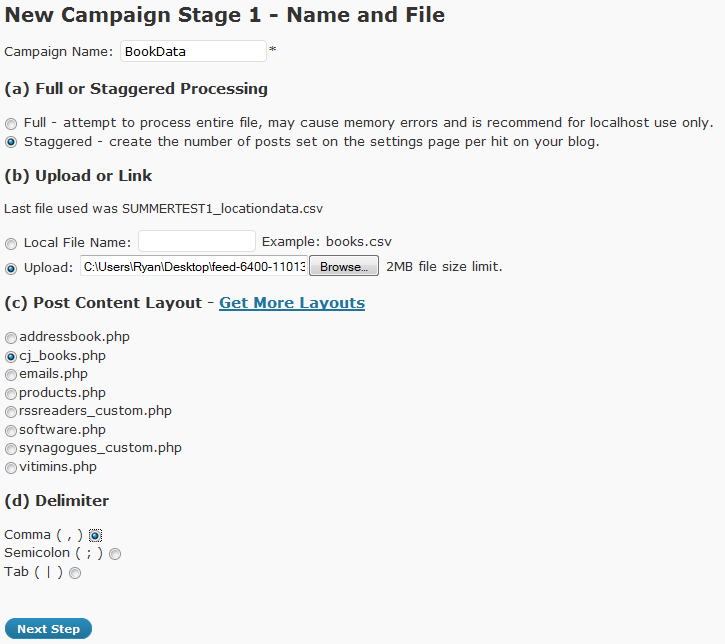 New Campaign Stage 1 - Name and File
Campaign Name: BookData *
(a) Full or Staggered Processing
Full - attempt to process entire file, may cause memory errors and is recommend for localhost use only.
Staggered - create the number of posts set on the settings page per hit on your blog.
(b) Upload or Link
Last file used was SUMMERTEST1_locationdata.csv
Local File Name: Example: books.csv
Upload: C:\Users\Ryan\Desktop\feed-6400-11013 Browse... 2MB file size limit.
(c) Post Content Layout - Get More Layouts
addressbook.php
cj_books.php
emails.php
products.php
rssreaders_custom.php
software.php
synagogues_custom.php
vitimins.php
(d) Delimiter
Comma ( , )
Semicolon ( ; )
Tab ( | )
Next Step